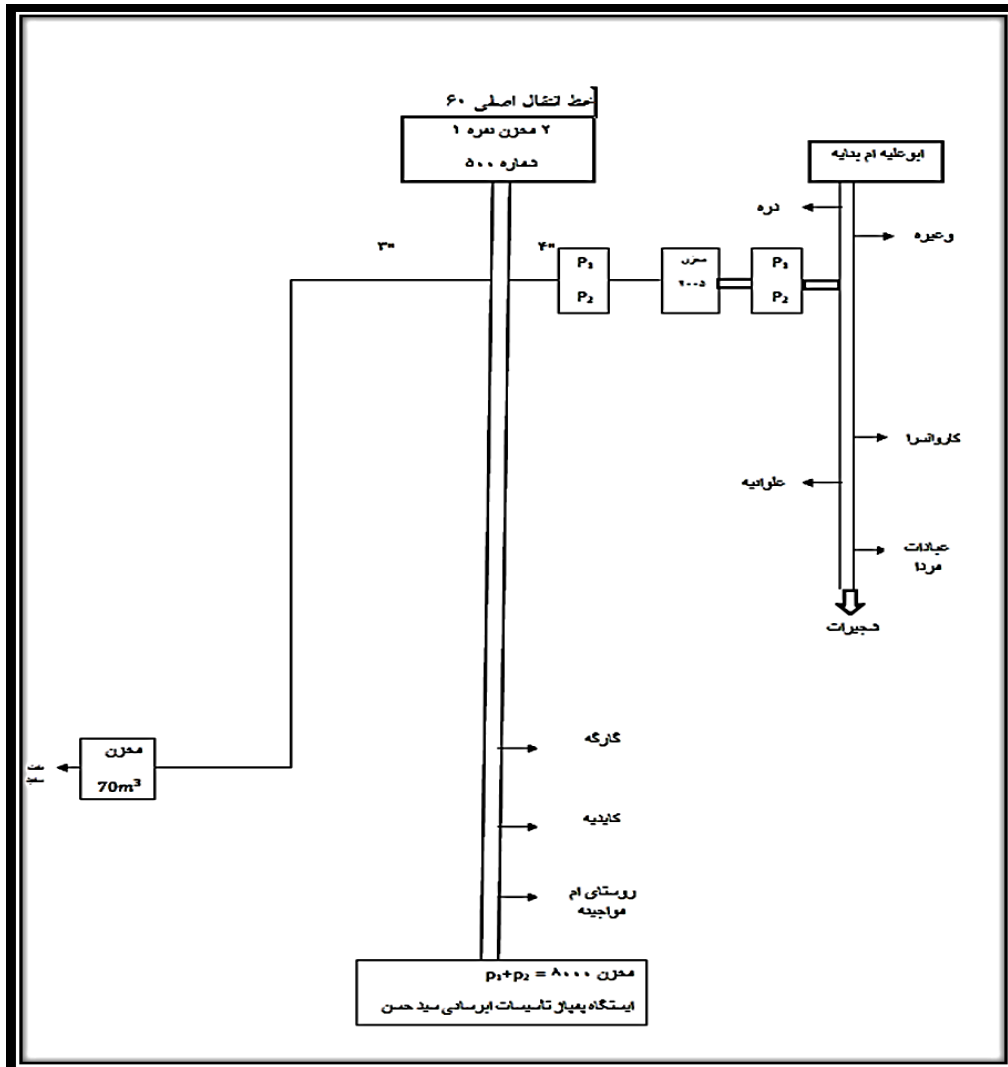 خط انتقال اصلی ۶۰
۲ مخزن نمره ۱
شماره ۵۰۰
ابوعلیه ام بدایه
دره
وعیره
۳"
۴"
P₁
P₂
مخزن
P₁
P₂
کاروانسرا
علوانیه
عبادات
مردا
شجیرات
مخزن
70m³
گارگه
کایدیه
روستای ام
مواجینه
مخزن ۸۰۰۰ = p₁+p₂
ایستگاه پمپاژ تاسیسات ابرسانی سید حسن